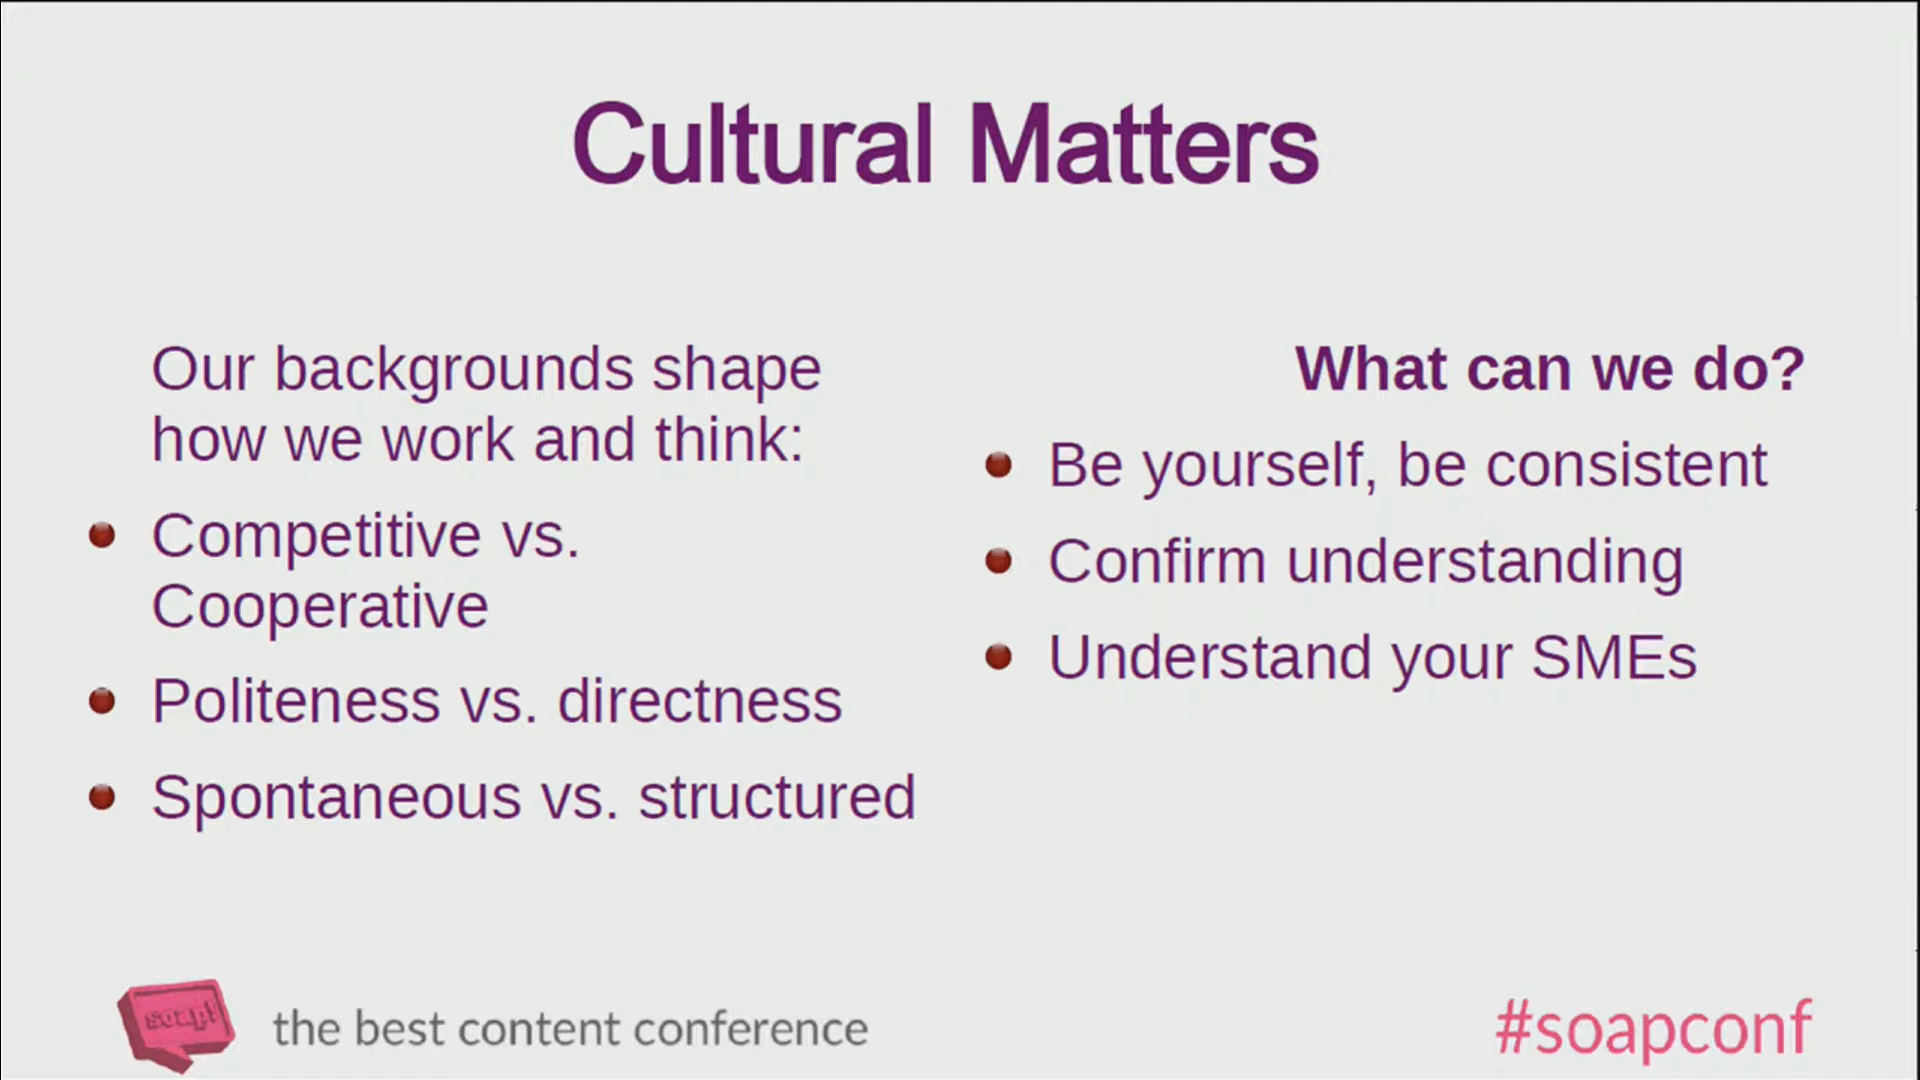 Cultural Matters
Our backgrounds shape
how we work and think:
Competitive vs.
Cooperative
Politeness vs. directness
Spontaneous vs. structured
What can we do?
Be yourself, be consistent
Confirm understanding
Understand your SMEs
soap!
the best content conference
#soapconf